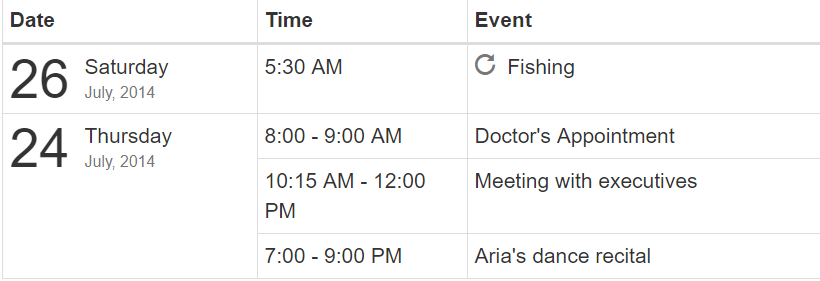 Date Time Event
26 Saturday 5:30 AM Fishing
July, 2014
24 Thursday 8:00 - 9:00 AM Doctor's Appointment
July, 2014
10:15 AM - 12:00 Meeting with executives
PM
7:00 - 9:00 PM Aria's dance recital